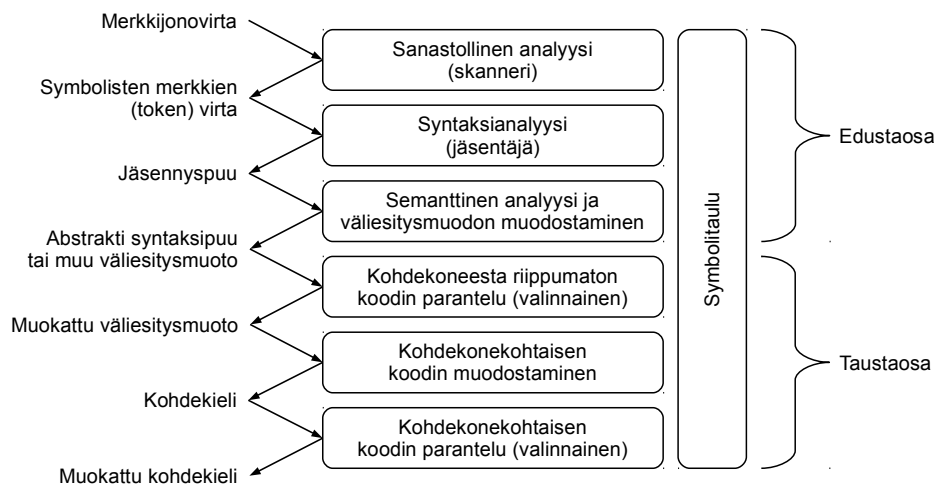 Merkkijonovirta
Sanastollinen analyysi
(skanneri)
Symbolisten merkkien
(token) virta
Syntaksianalyysi
(jäsentäjä)
Jäsennyspuu
Semanttinen analyysi ja
väliesitysmuodon muodostaminen
Abstrakti syntaksipuu
tai muu väliesitysmuoto
Kohdekoneesta riippumaton
koodin parantelu (valinnainen)
Muokattu väliesitysmuoto
Kohdekonekohtaisen
koodin muodostaminen
Kohdekieli
Kohdekonekohtaisen
koodin parantelu (valinnainen)
Muokattu kohdekieli
Symbolitaulu
Edustaosa
Taustaosa